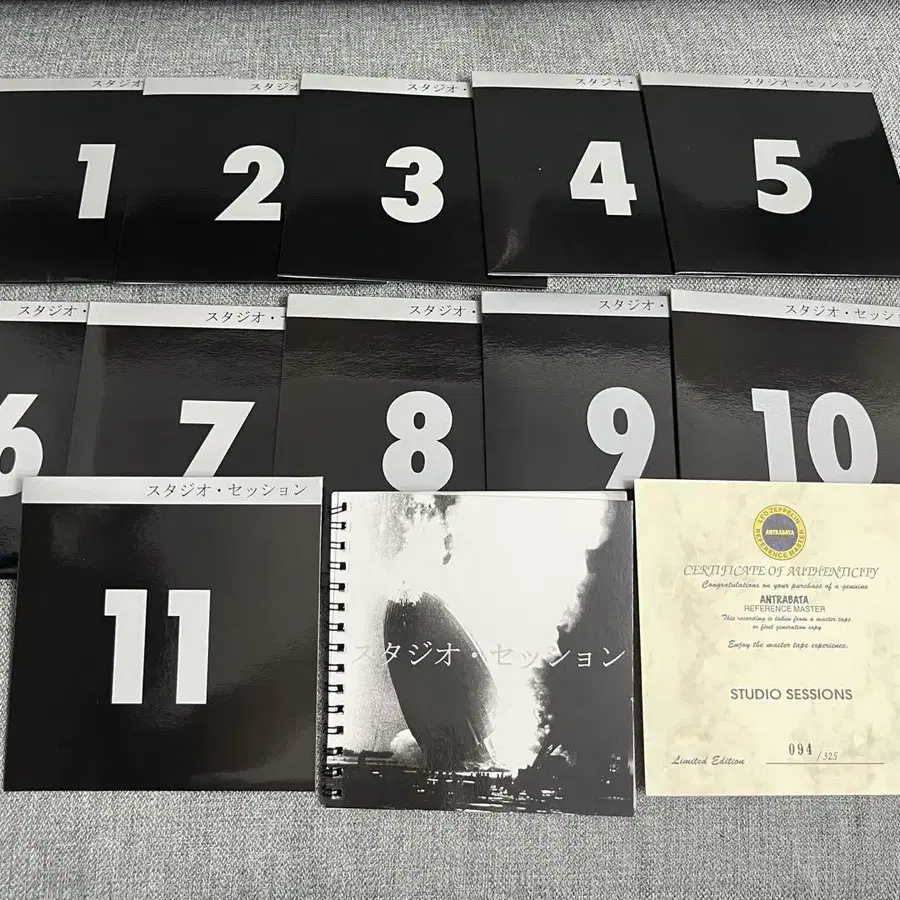 スタジオ
スタジオ
スタジオ・
スタジオ・
スタジオ・セッション
1
2
3
4
5
スタジオ・
スタジオ・
スタジオ・
スタジオ・
スタジオ・セッシ
6
7
8
9
10
スタジオ・セッション
11
スタジオ・セッション
LED ZEPPELIN
ANTRABATA
REFERENCE MASTER
CERTIFICATE OF AUTHENTICITY
Congratulations on your purchase of a genuine
ANTRABATA
REFERENCE MASTER
This recording is taken from a master tape
or first generation copy
Enjoy the master tape experience.
STUDIO SESSIONS
Limited Edition 094 /325